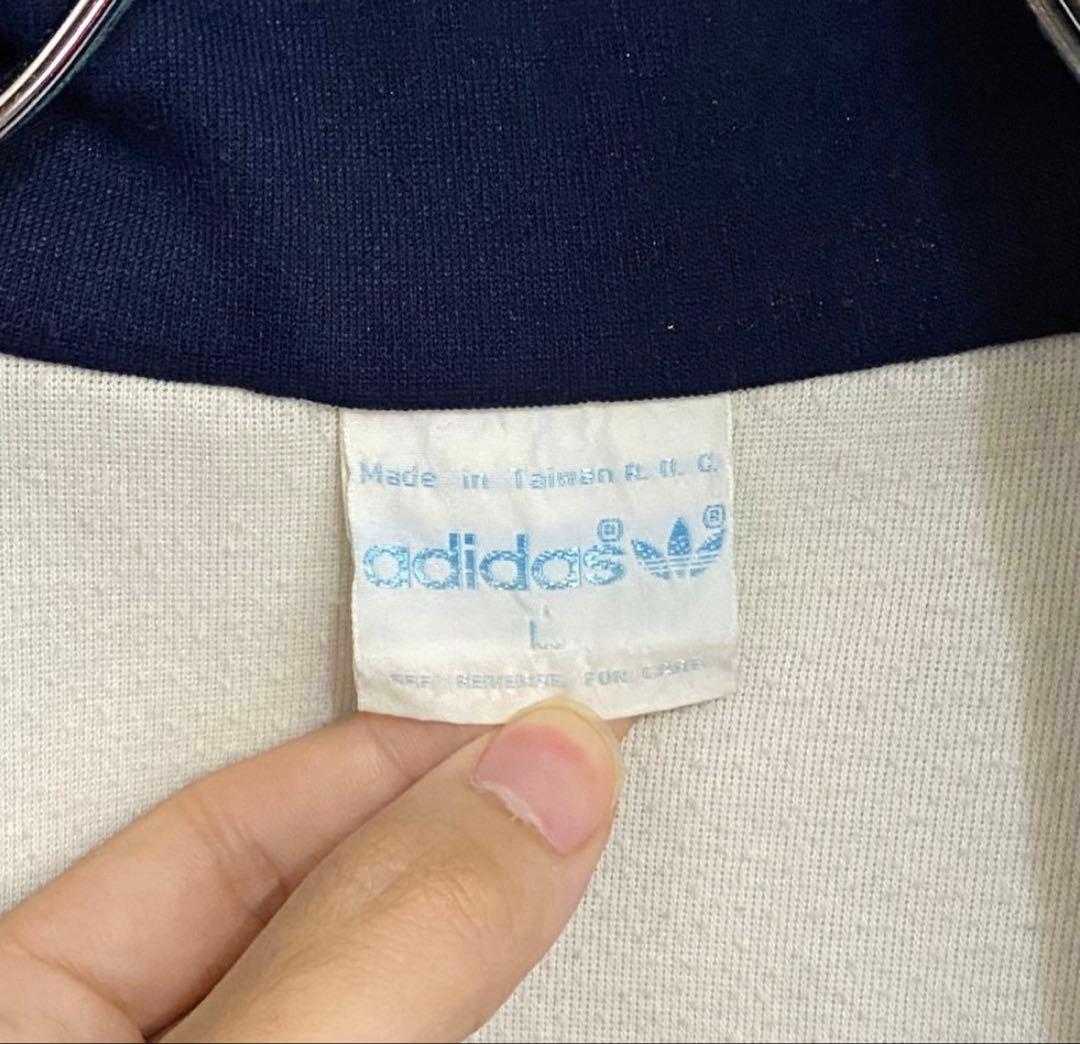 Made in Taiwan R. O. C.
adidas® ®
L
SEE REVERSE FOR CARE